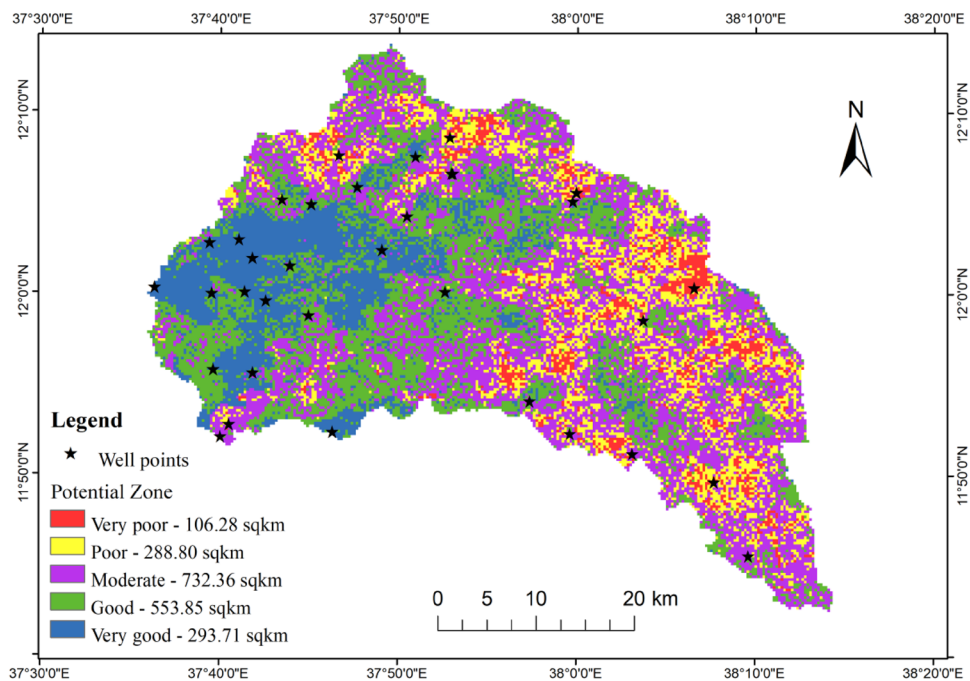 37°30'0"E 37°40'0"E 37°50'0"E 38°0'0"E 38°10'0"E 38°20'0"E
12°10'0"N 12°10'0"N
N
12°0'0"N 12°0'0"N
11°50'0"N 11°50'0"N
Legend
Well points
Potential Zone
Very poor - 106.28 sqkm
Poor - 288.80 sqkm
Moderate - 732.36 sqkm
Good - 553.85 sqkm
Very good - 293.71 sqkm
0 5 10 20 km
37°30'0"E 37°40'0"E 37°50'0"E 38°0'0"E 38°10'0"E 38°20'0"E